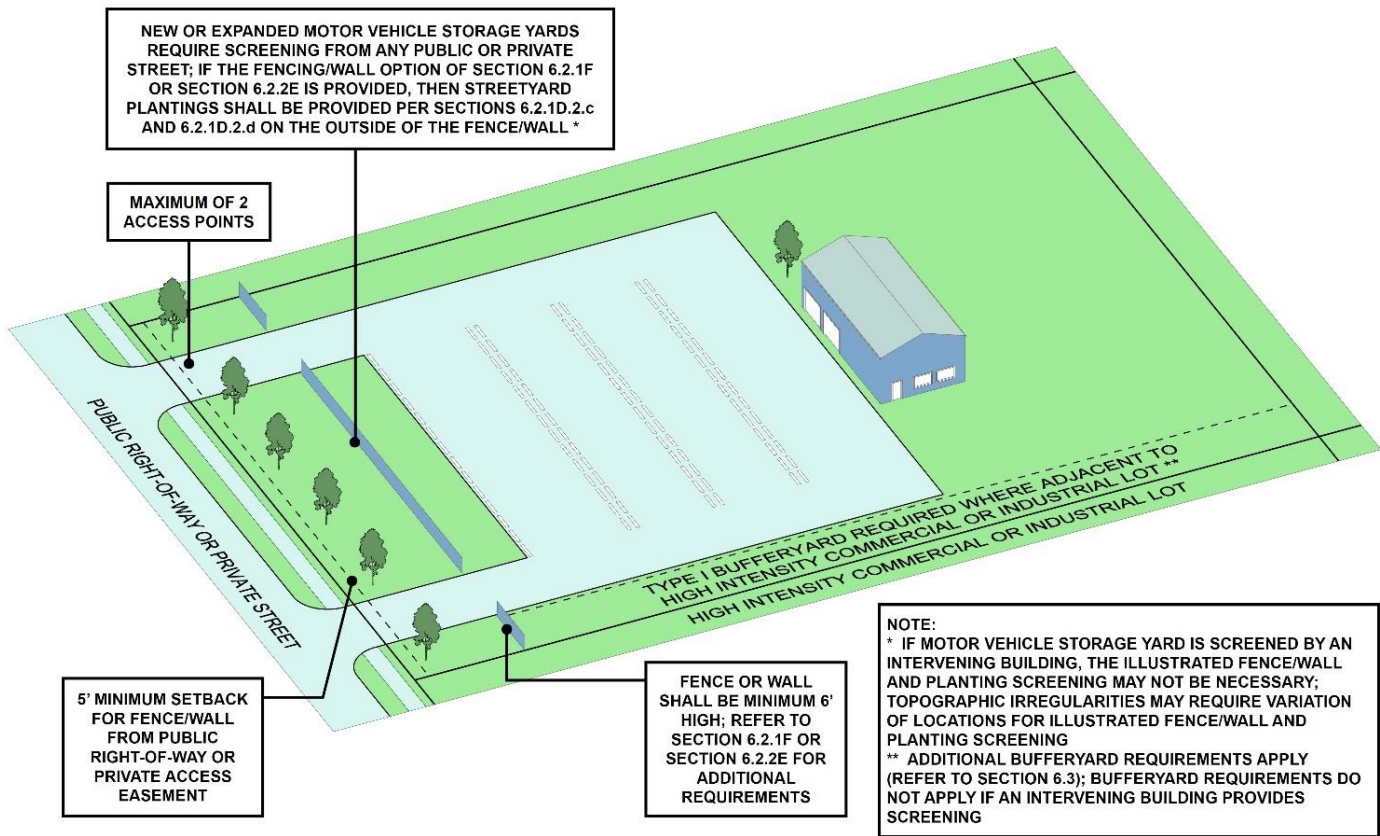 NEW OR EXPANDED MOTOR VEHICLE STORAGE YARDS
REQUIRE SCREENING FROM ANY PUBLIC OR PRIVATE
STREET; IF THE FENCING/WALL OPTION OF SECTION 6.2.1F
OR SECTION 6.2.2E IS PROVIDED, THEN STREETYARD
PLANTINGS SHALL BE PROVIDED PER SECTIONS 6.2.1D.2.c
AND 6.2.1D.2.d ON THE OUTSIDE OF THE FENCE/WALL *
MAXIMUM OF 2
ACCESS POINTS
PUBLIC RIGHT-OF-WAY OR PRIVATE STREET
TYPE I BUFFERYARD REQUIRED WHERE ADJACENT TO
HIGH INTENSITY COMMERCIAL OR INDUSTRIAL LOT **
HIGH INTENSITY COMMERCIAL OR INDUSTRIAL LOT
5' MINIMUM SETBACK
FOR FENCE/WALL
FROM PUBLIC
RIGHT-OF-WAY OR
PRIVATE ACCESS
EASEMENT
FENCE OR WALL
SHALL BE MINIMUM 6'
HIGH; REFER TO
SECTION 6.2.1F OR
SECTION 6.2.2E FOR
ADDITIONAL
REQUIREMENTS
NOTE:
* IF MOTOR VEHICLE STORAGE YARD IS SCREENED BY AN
INTERVENING BUILDING, THE ILLUSTRATED FENCE/WALL
AND PLANTING SCREENING MAY NOT BE NECESSARY;
TOPOGRAPHIC IRREGULARITIES MAY REQUIRE VARIATION
OF LOCATIONS FOR ILLUSTRATED FENCE/WALL AND
PLANTING SCREENING
** ADDITIONAL BUFFERYARD REQUIREMENTS APPLY
(REFER TO SECTION 6.3); BUFFERYARD REQUIREMENTS DO
NOT APPLY IF AN INTERVENING BUILDING PROVIDES
SCREENING